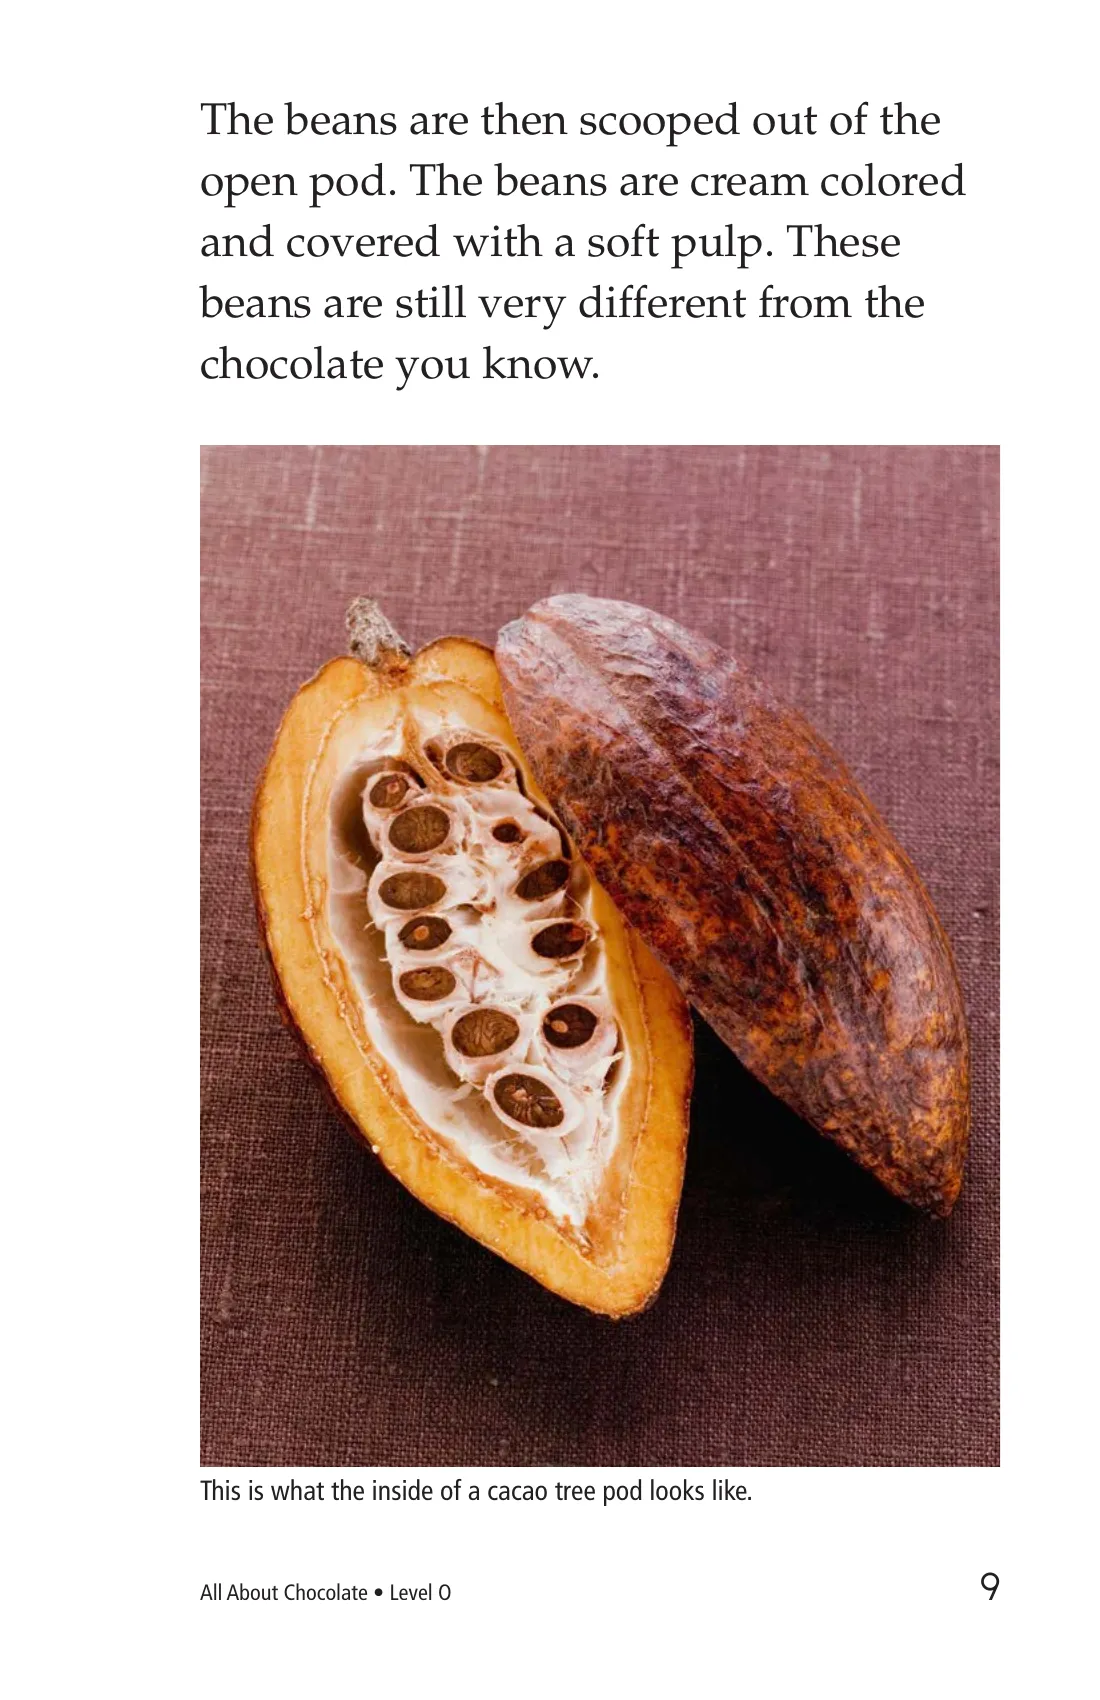 The beans are then scooped out of the
open pod. The beans are cream colored
and covered with a soft pulp. These
beans are still very different from the
chocolate you know.
This is what the inside of a cacao tree pod looks like.
All About Chocolate • Level O
9